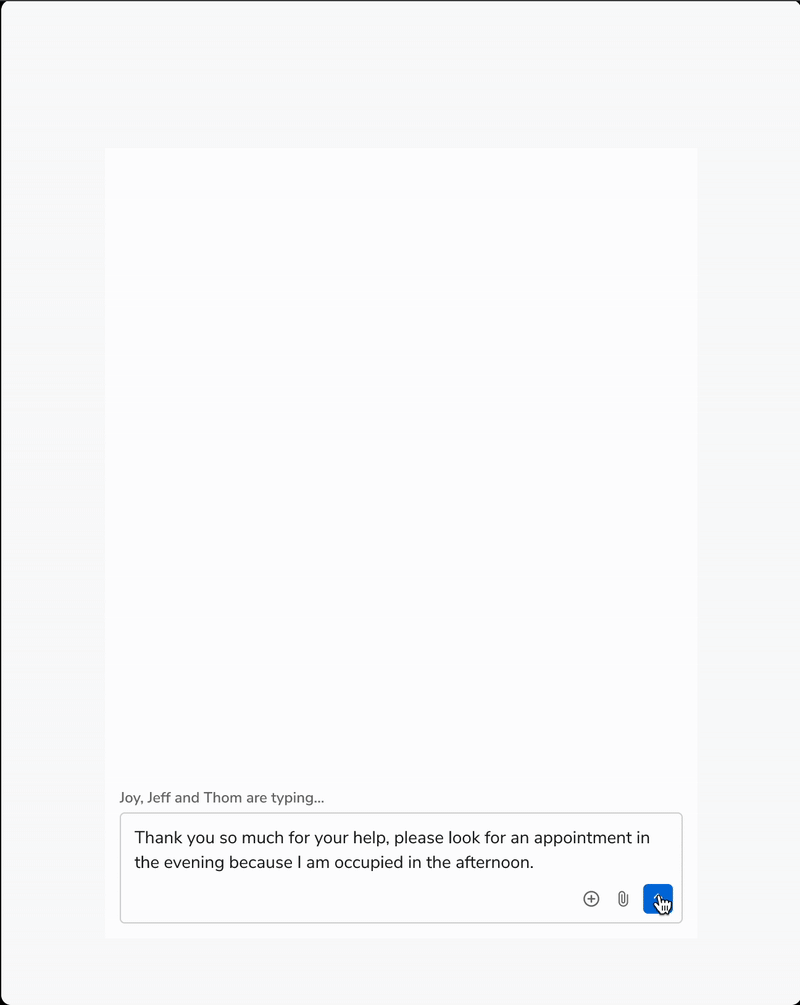 Joy, Jeff and Thom are typing...
Thank you so much for your help, please look for an appointment in
the evening because I am occupied in the afternoon.